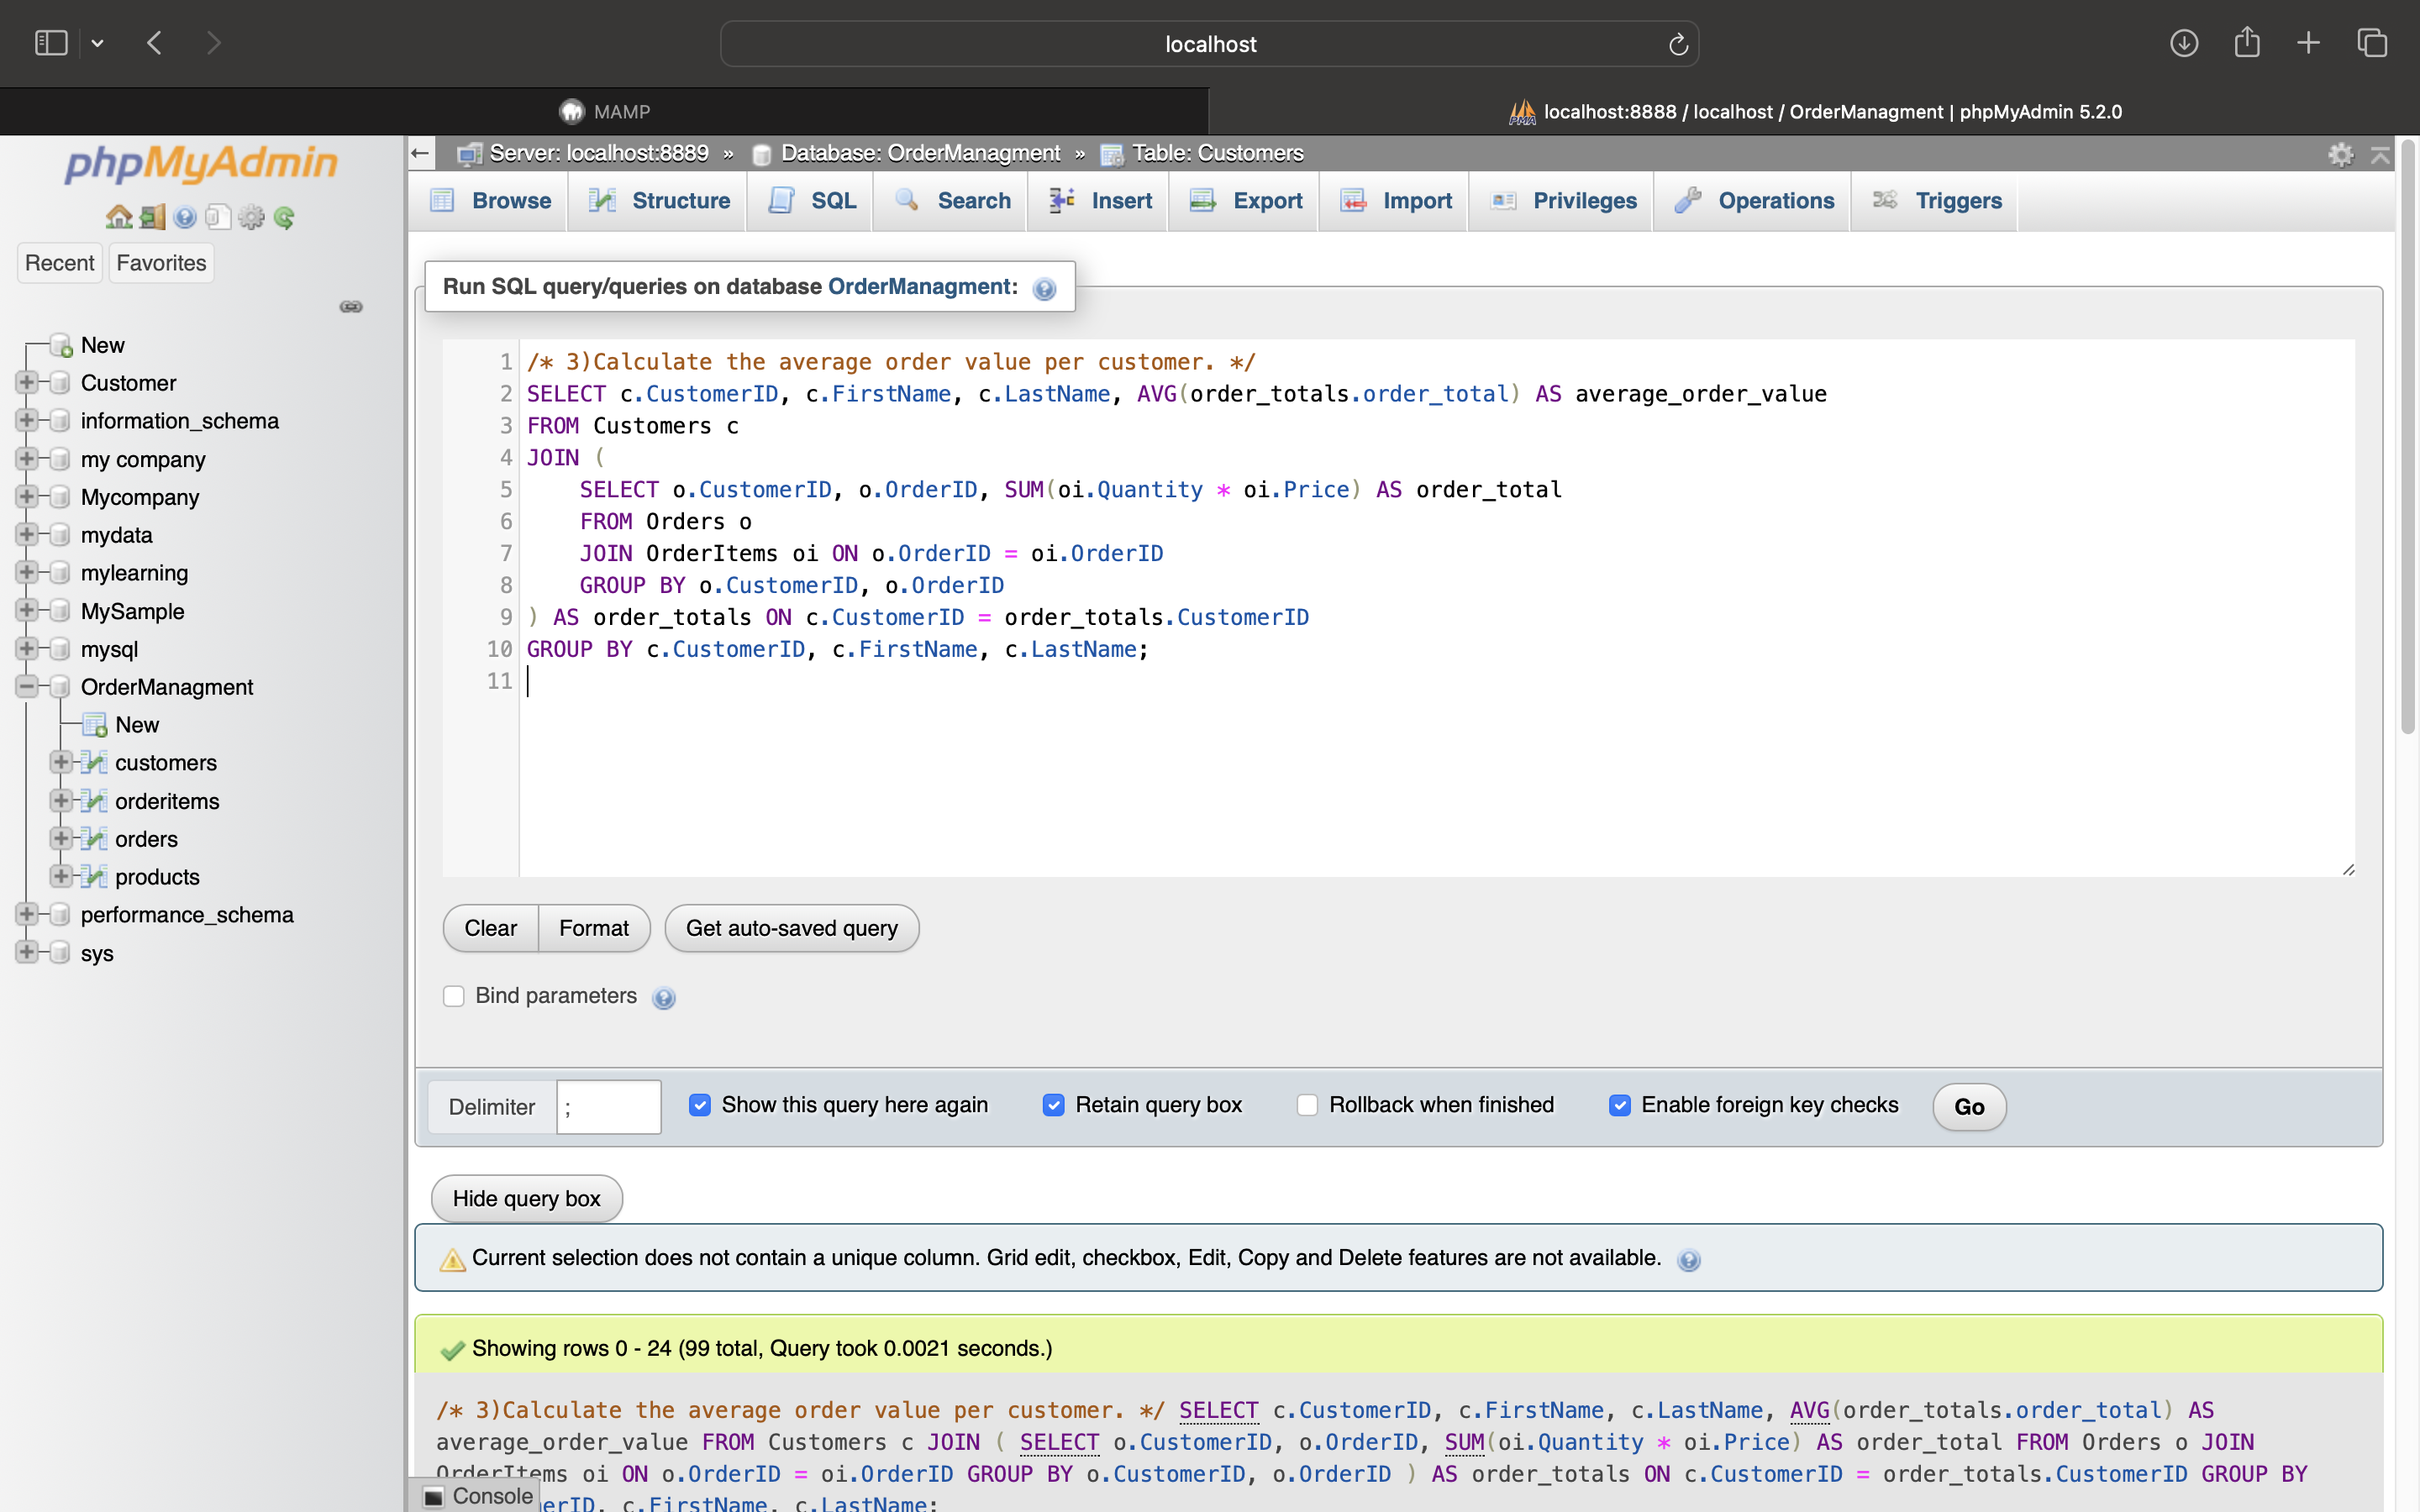 localhost
MAMP
localhost:8888 / localhost / OrderManagment | phpMyAdmin 5.2.0
phpMyAdmin
Recent
Favorites
New
Customer
information_schema
my company
Mycompany
mydata
mylearning
MySample
mysql
OrderManagment
New
customers
orderitems
orders
products
performance_schema
sys
Server: localhost:8889 » Database: OrderManagment » Table: Customers
Browse Structure SQL Search Insert Export Import Privileges Operations Triggers
Run SQL query/queries on database OrderManagment:
1 /* 3)Calculate the average order value per customer. */
2 SELECT c.CustomerID, c.FirstName, c.LastName, AVG(order_totals.order_total) AS average_order_value
3 FROM Customers c
4 JOIN (
5 SELECT o.CustomerID, o.OrderID, SUM(oi.Quantity * oi.Price) AS order_total
6 FROM Orders o
7 JOIN OrderItems oi ON o.OrderID = oi.OrderID
8 GROUP BY o.CustomerID, o.OrderID
9 ) AS order_totals ON c.CustomerID = order_totals.CustomerID
10 GROUP BY c.CustomerID, c.FirstName, c.LastName;
11
Clear Format Get auto-saved query
Bind parameters
Delimiter ; Show this query here again Retain query box Rollback when finished Enable foreign key checks Go
Hide query box
Current selection does not contain a unique column. Grid edit, checkbox, Edit, Copy and Delete features are not available.
Showing rows 0 - 24 (99 total, Query took 0.0021 seconds.)
/* 3)Calculate the average order value per customer. */ SELECT c.CustomerID, c.FirstName, c.LastName, AVG(order_totals.order_total) AS
average_order_value FROM Customers c JOIN ( SELECT o.CustomerID, o.OrderID, SUM(oi.Quantity * oi.Price) AS order_total FROM Orders o JOIN
OrderItems oi ON o.OrderID = oi.OrderID GROUP BY o.CustomerID, o.OrderID ) AS order_totals ON c.CustomerID = order_totals.CustomerID GROUP BY
c.FirstName, c.LastName;
Console